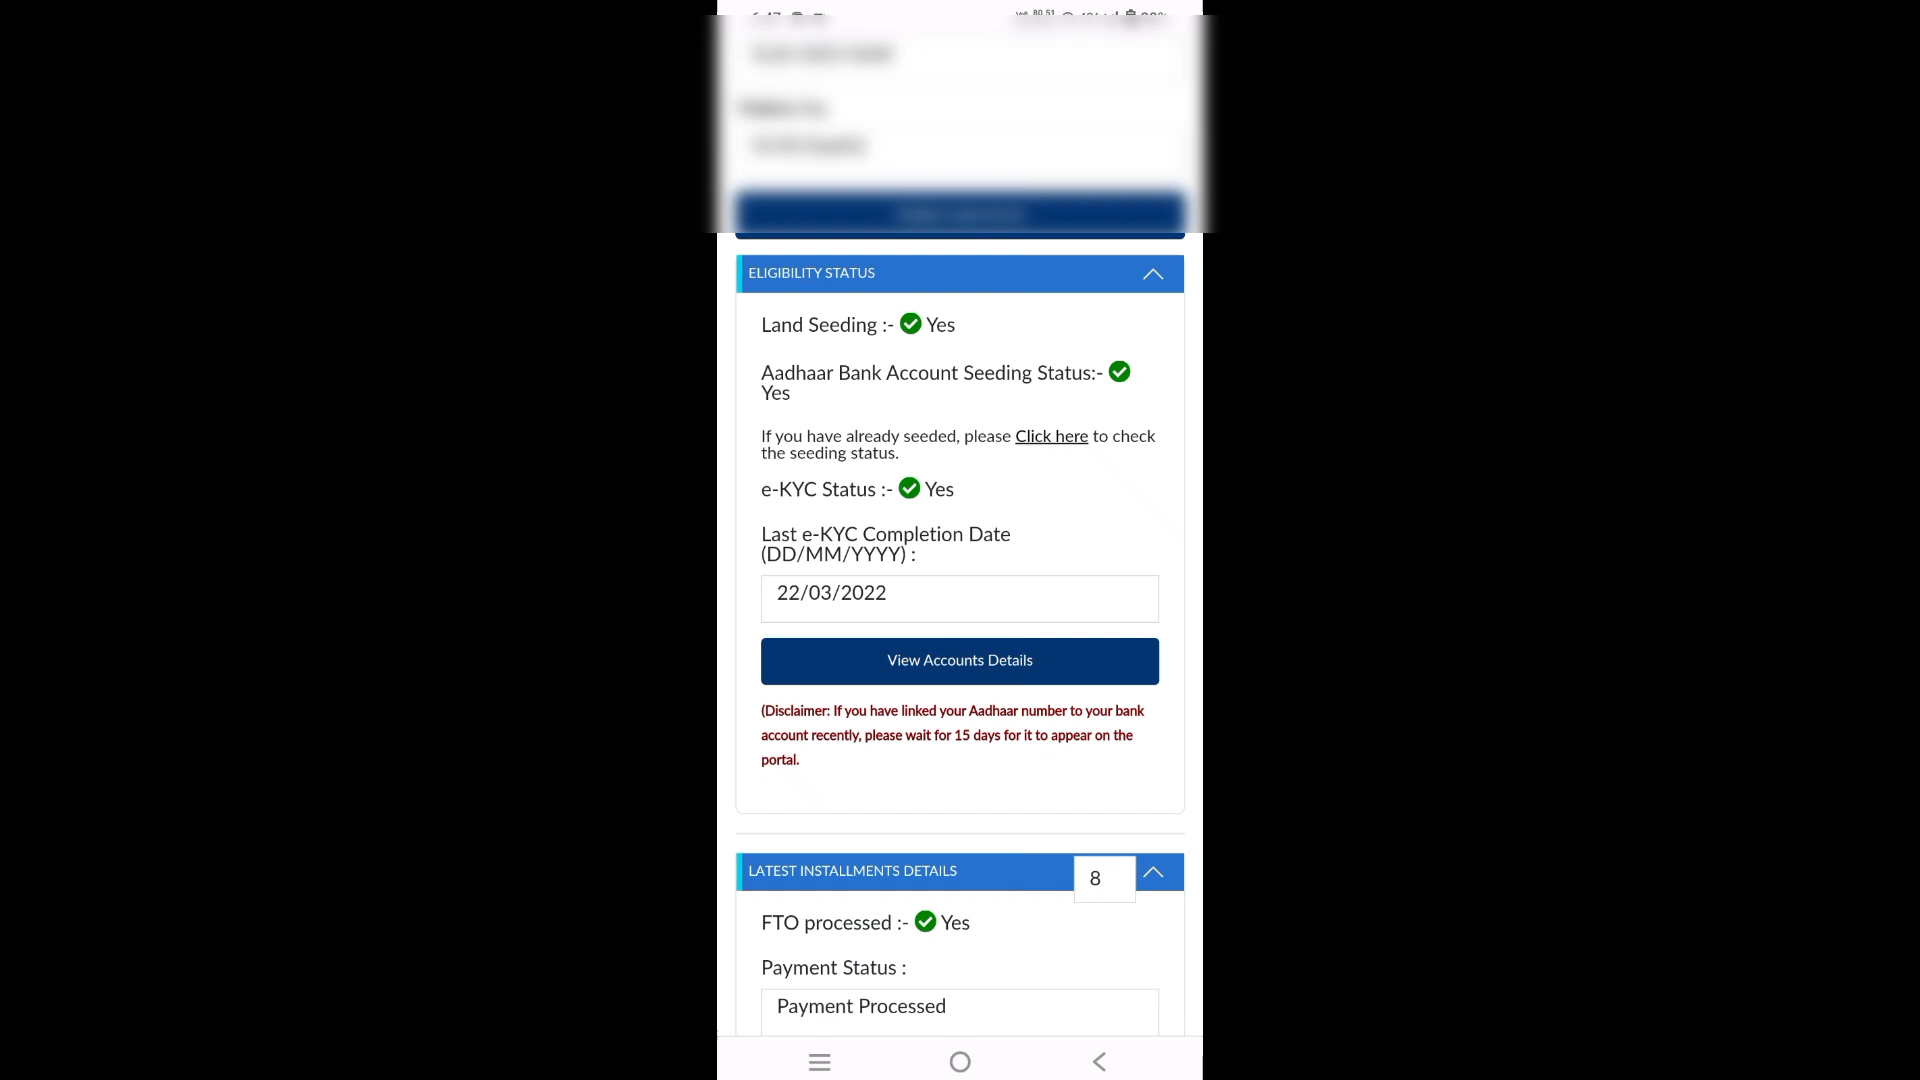 ELIGIBILITY STATUS
Land Seeding :- Yes
Aadhaar Bank Account Seeding Status:-
Yes
If you have already seeded, please Click here to check
the seeding status.
e-KYC Status :- Yes
Last e-KYC Completion Date
(DD/MM/YYYY) :
22/03/2022
View Accounts Details
(Disclaimer: If you have linked your Aadhaar number to your bank
account recently, please wait for 15 days for it to appear on the
portal.
LATEST INSTALLMENTS DETAILS 8
FTO processed :- Yes
Payment Status :
Payment Processed